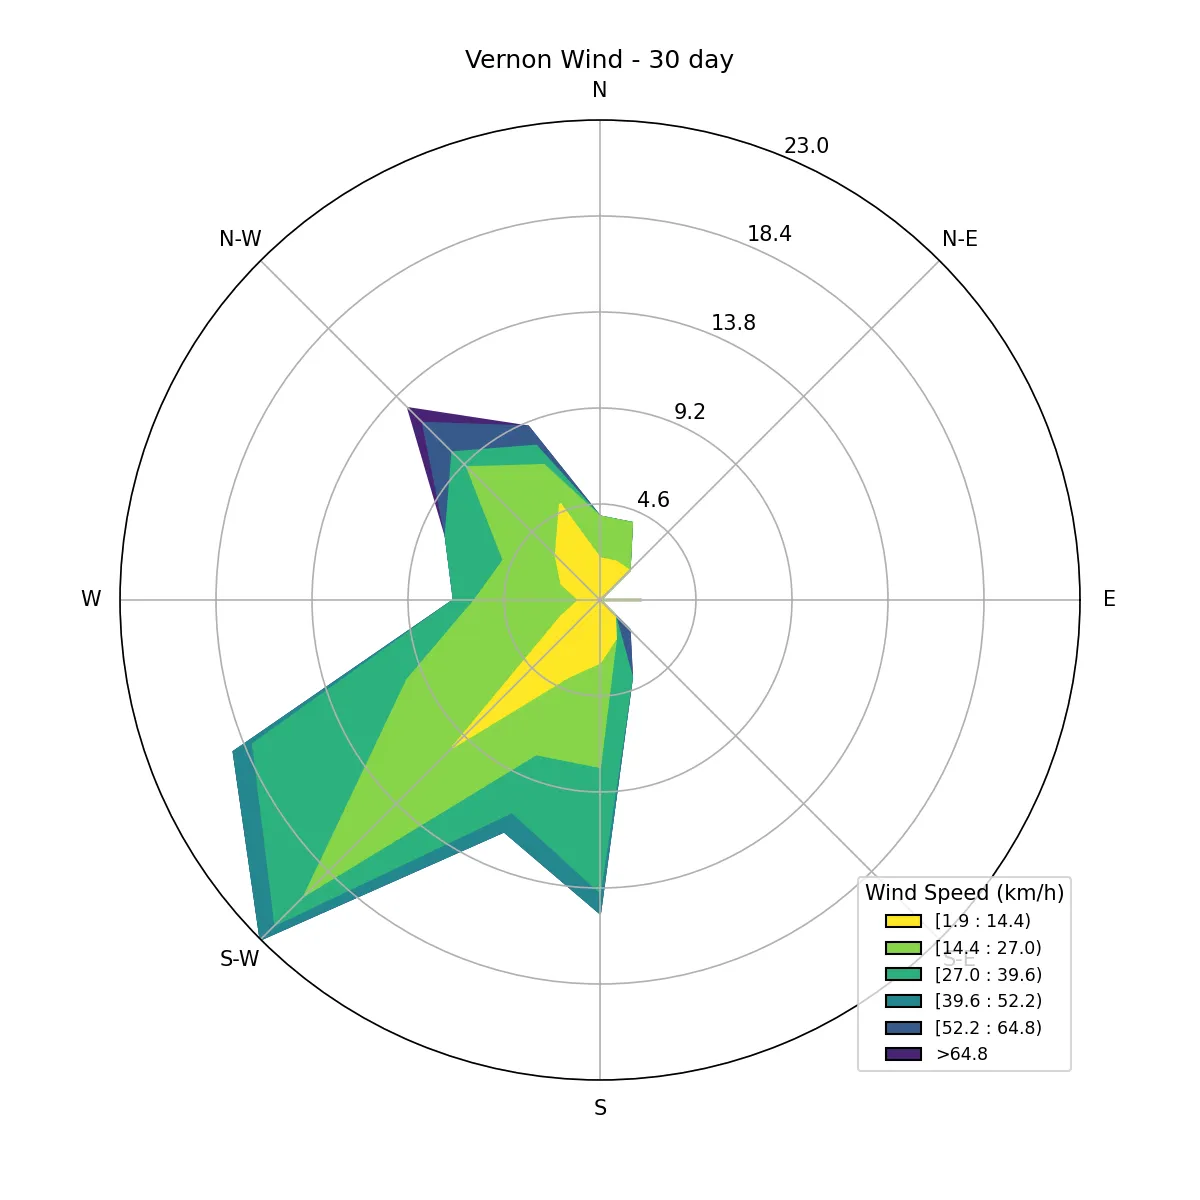 Vernon Wind - 30 day
N
23.0
18.4
N-W
N-E
13.8
9.2
4.6
W
E
Wind Speed (km/h)
[1.9 : 14.4)
[14.4 : 27.0)
S-W
S-E
[27.0 : 39.6)
[39.6 : 52.2)
[52.2 : 64.8)
>64.8
S